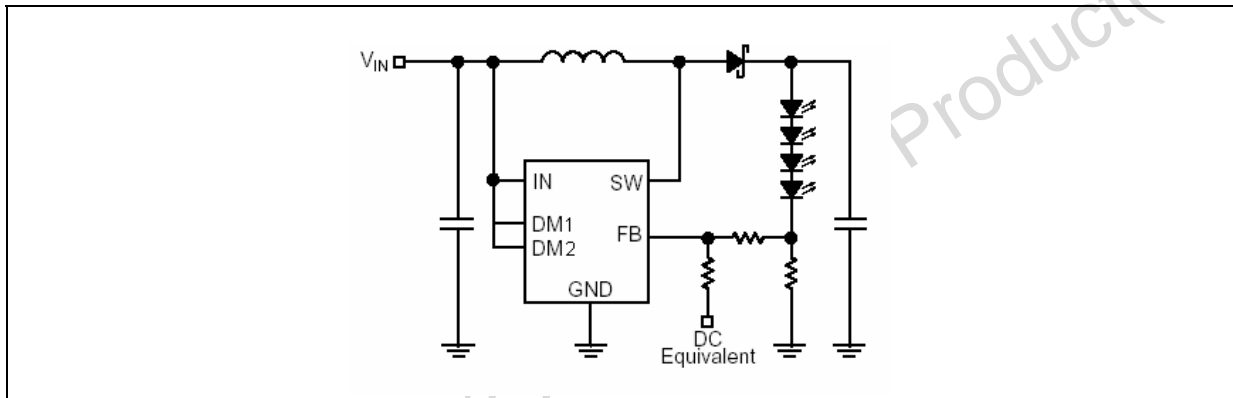 Product(
VIN
IN
SW
DM1
DM2
FB
GND
DC
Equivalent